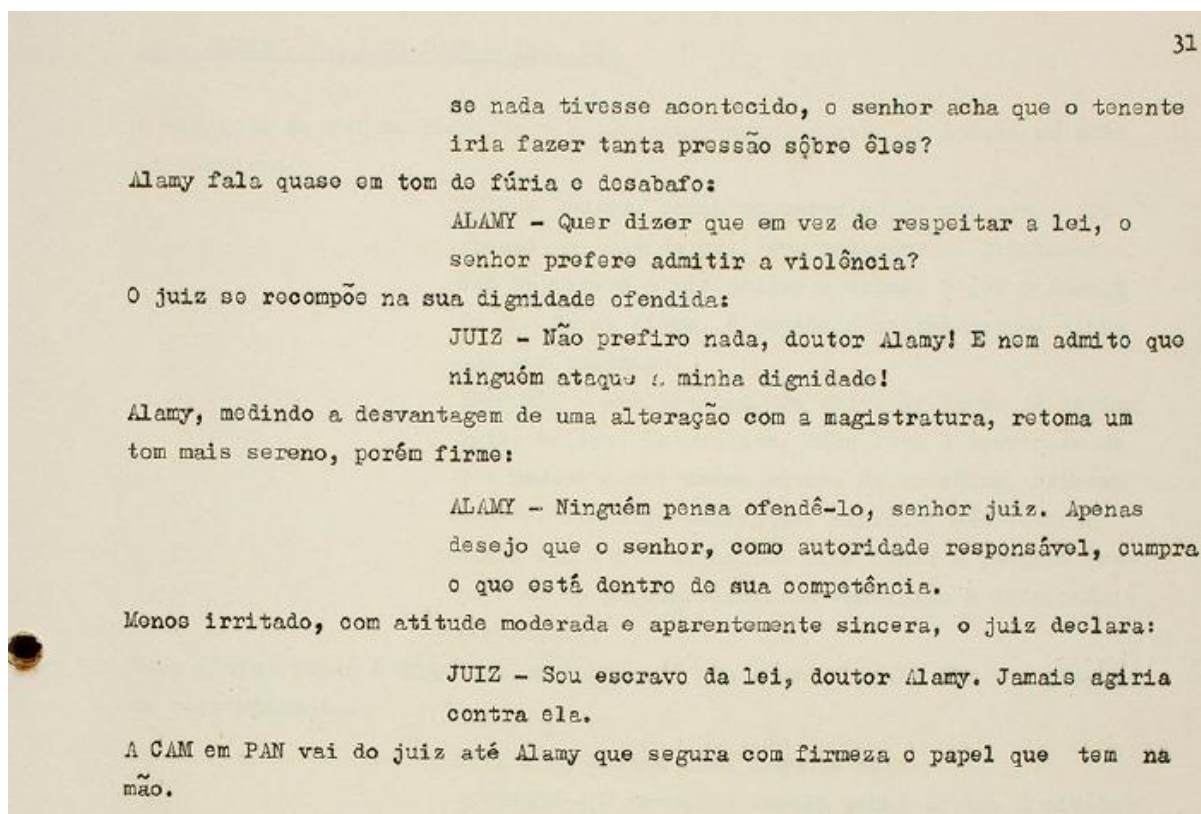 31
se nada tivesse acontecido, o senhor acha que o tenente
iria fazer tanta pressão sôbre êles?
Alamy fala quase em tom de fúria e desabafo:
ALAMY - Quer dizer que em vez de respeitar a lei, o
senhor prefere admitir a violência?
O juiz se recompõe na sua dignidade ofendida:
JUIZ - Não prefiro nada, doutor Alamy! E nem admito que
ninguém ataque a minha dignidade!
Alamy, medindo a desvantagem de uma alteração com a magistratura, retoma um
tom mais sereno, porém firme:
ALAMY - Ninguém pensa ofendê-lo, senhor juiz. Apenas
desejo que o senhor, como autoridade responsável, cumpra
o que está dentro de sua competência.
Menos irritado, com atitude moderada e aparentemente sincera, o juiz declara:
JUIZ - Sou escravo da lei, doutor Alamy. Jamais agiria
contra ela.
A CAM em PAN vai do juiz até Alamy que segura com firmeza o papel que tem na
mão.